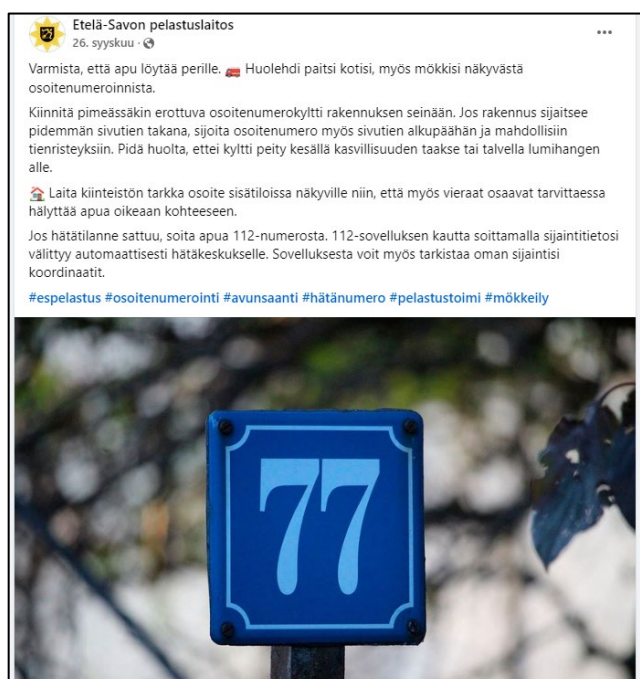 Etelä-Savon pelastuslaitos
26. syyskuu ·
Varmista, että apu löytää perille. 🚒 Huolehdi paitsi kotisi, myös mökkisi näkyvästä
osoitenumeroinnista.
Kiinnitä pimeässäkin erottuva osoitenumerokyltti rakennuksen seinään. Jos rakennus sijaitsee
pidemmän sivutien takana, sijoita osoitenumero myös sivutien alkupäähän ja mahdollisiin
tienristeyksiin. Pidä huolta, ettei kyltti peity kesällä kasvillisuuden taakse tai talvella lumihangen
alle.
🏠 Laita kiinteistön tarkka osoite sisätiloissa näkyville niin, että myös vieraat osaavat tarvittaessa
hälyttää apua oikeaan kohteeseen.
Jos hätätilanne sattuu, soita apua 112-numerosta. 112-sovelluksen kautta soittamalla sijaintitietosi
välittyy automaattisesti hätäkeskukselle. Sovelluksesta voit myös tarkistaa oman sijaintisi
koordinaatit.
#espelastus #osoitenumerointi #avunsaanti #hätänumero #pelastustoimi #mökkeily
77